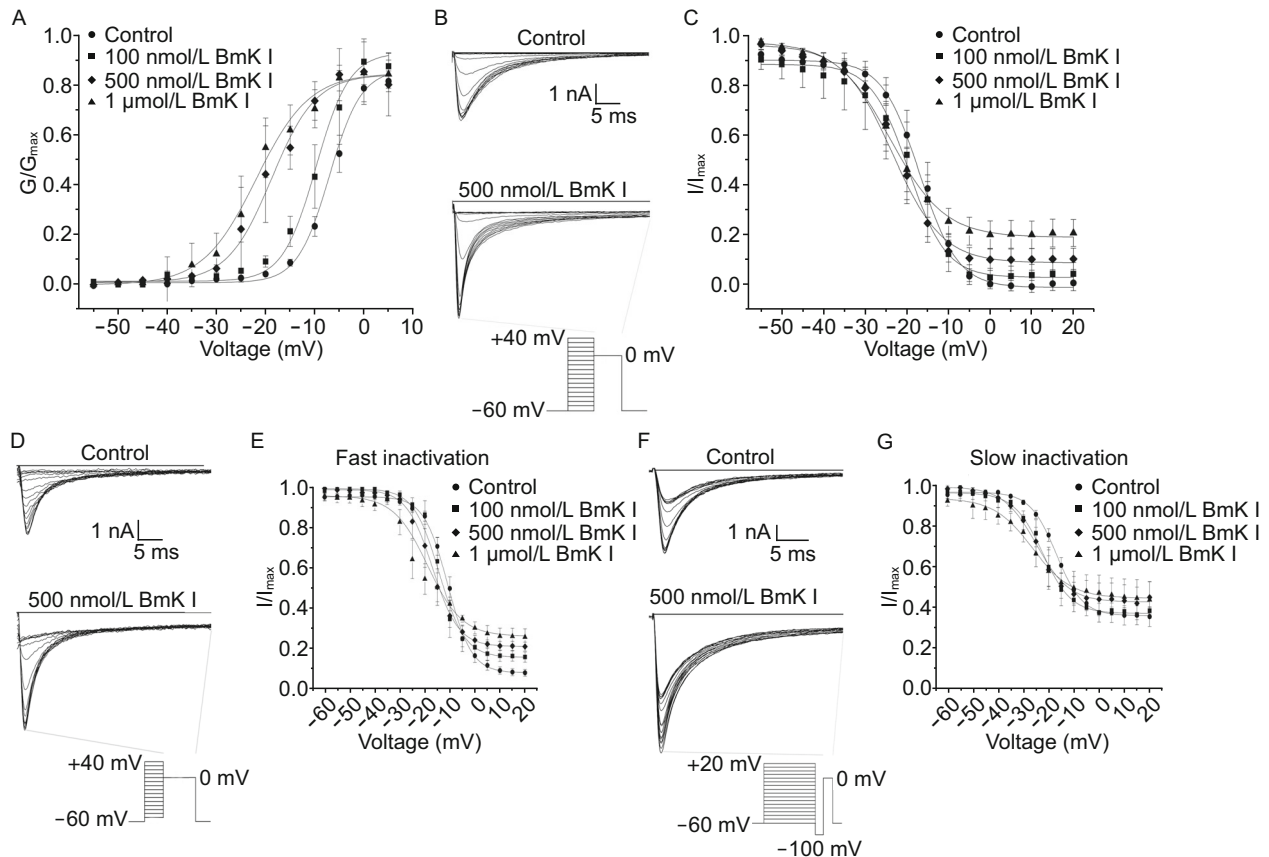 A
Control
100 nmol/L BmK I
500 nmol/L BmK I
1 μmol/L BmK I
G/Gmax
1.0
0.8
0.6
0.4
0.2
0.0
−50 −40 −30 −20 −10 0 10
Voltage (mV)
B
Control
1 nA
5 ms
500 nmol/L BmK I
+40 mV
0 mV
−60 mV
C
Control
100 nmol/L BmK I
500 nmol/L BmK I
1 μmol/L BmK I
I/Imax
1.0
0.8
0.6
0.4
0.2
0.0
−50 −40 −30 −20 −10 0 10 20
Voltage (mV)
D
Control
1 nA
5 ms
500 nmol/L BmK I
+40 mV
0 mV
−60 mV
E
Fast inactivation
Control
100 nmol/L BmK I
500 nmol/L BmK I
1 μmol/L BmK I
I/Imax
1.0
0.8
0.6
0.4
0.2
0.0
−60 −50 −40 −30 −20 −10 0 10 20
Voltage (mV)
F
Control
1 nA
5 ms
500 nmol/L BmK I
+20 mV
0 mV
−60 mV
−100 mV
G
Slow inactivation
Control
100 nmol/L BmK I
500 nmol/L BmK I
1 μmol/L BmK I
I/Imax
1.0
0.8
0.6
0.4
0.2
0.0
−60 −50 −40 −30 −20 −10 0 10 20
Voltage (mV)